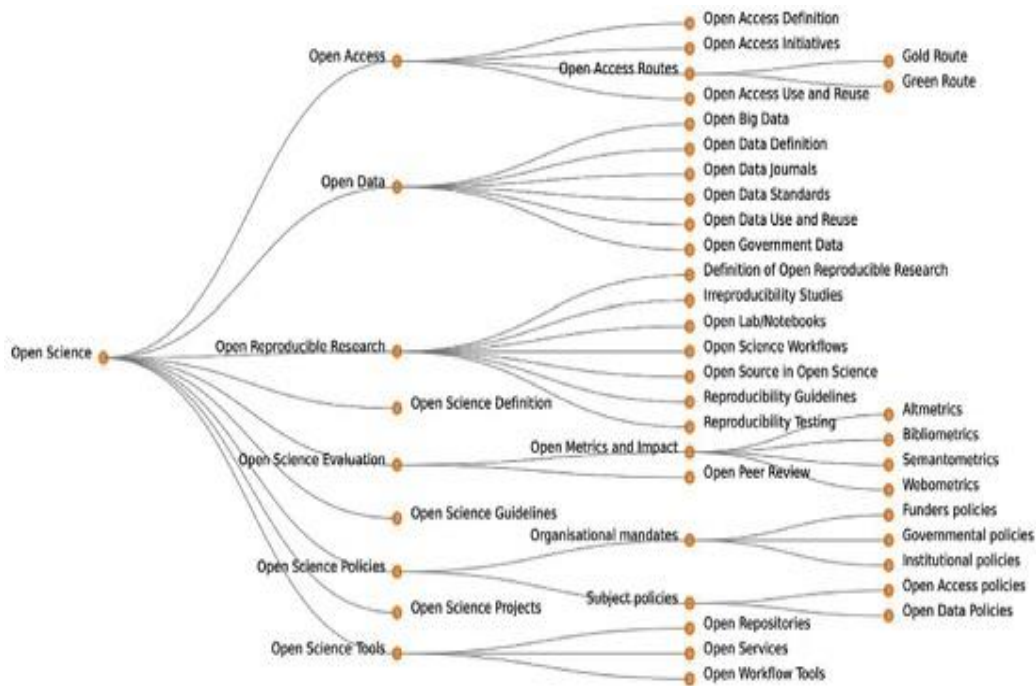 Open Science
Open Access
Open Access Definition
Open Access Initiatives
Open Access Routes
Gold Route
Green Route
Open Access Use and Reuse
Open Data
Open Big Data
Open Data Definition
Open Data Journals
Open Data Standards
Open Data Use and Reuse
Open Government Data
Open Reproducible Research
Definition of Open Reproducible Research
Irreproducibility Studies
Open Lab/Notebooks
Open Science Workflows
Open Source in Open Science
Reproducibility Guidelines
Reproducibility Testing
Open Science Definition
Open Science Evaluation
Open Metrics and Impact
Altmetrics
Bibliometrics
Semantometrics
Webometrics
Open Peer Review
Open Science Guidelines
Open Science Policies
Organisational mandates
Funders policies
Governmental policies
Institutional policies
Subject policies
Open Access policies
Open Data Policies
Open Science Projects
Open Science Tools
Open Repositories
Open Services
Open Workflow Tools